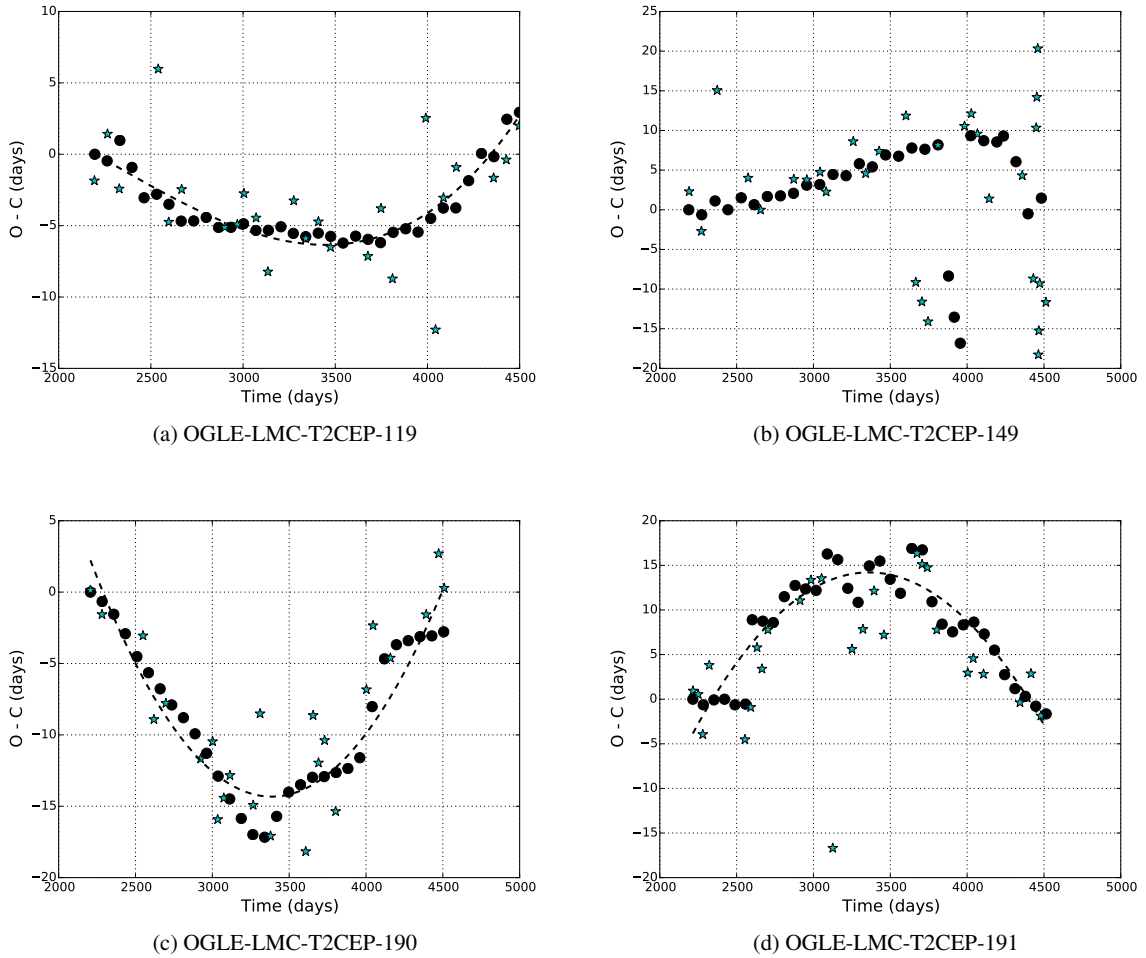 10
5
0
−5
−10
−15
O - C (days)
2000 2500 3000 3500 4000 4500
Time (days)
(a) OGLE-LMC-T2CEP-119
25
20
15
10
5
0
−5
−10
−15
−20
O - C (days)
2000 2500 3000 3500 4000 4500 5000
Time (days)
(b) OGLE-LMC-T2CEP-149
5
0
−5
−10
−15
−20
O - C (days)
2000 2500 3000 3500 4000 4500 5000
Time (days)
(c) OGLE-LMC-T2CEP-190
20
15
10
5
0
−5
−10
−15
−20
O - C (days)
2000 2500 3000 3500 4000 4500 5000
Time (days)
(d) OGLE-LMC-T2CEP-191